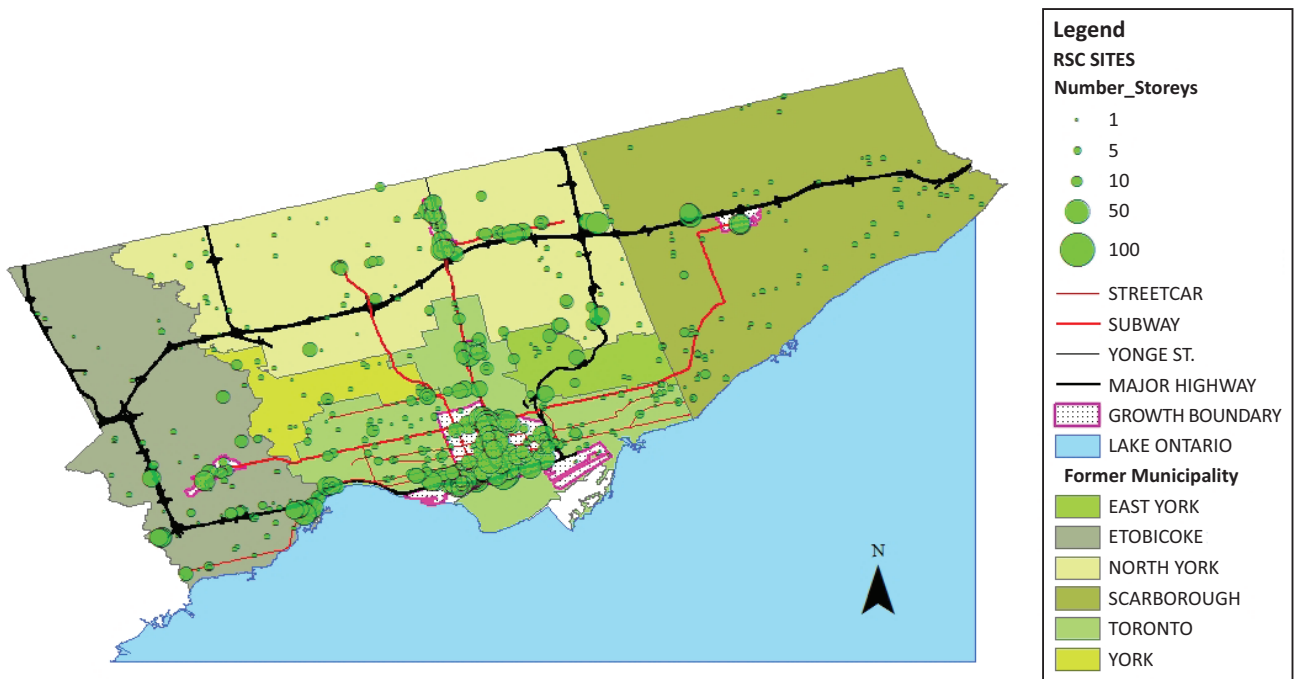 Legend
RSC SITES
Number_Storeys
1
5
10
50
100
STREETCAR
SUBWAY
YONGE ST.
MAJOR HIGHWAY
GROWTH BOUNDARY
LAKE ONTARIO
Former Municipality
EAST YORK
ETOBICOKE
NORTH YORK
SCARBOROUGH
TORONTO
YORK
N